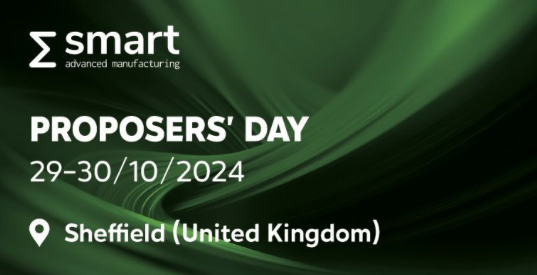 Σ smart
advanced manufacturing
PROPOSERS' DAY
29-30/10/2024
Sheffield (United Kingdom)